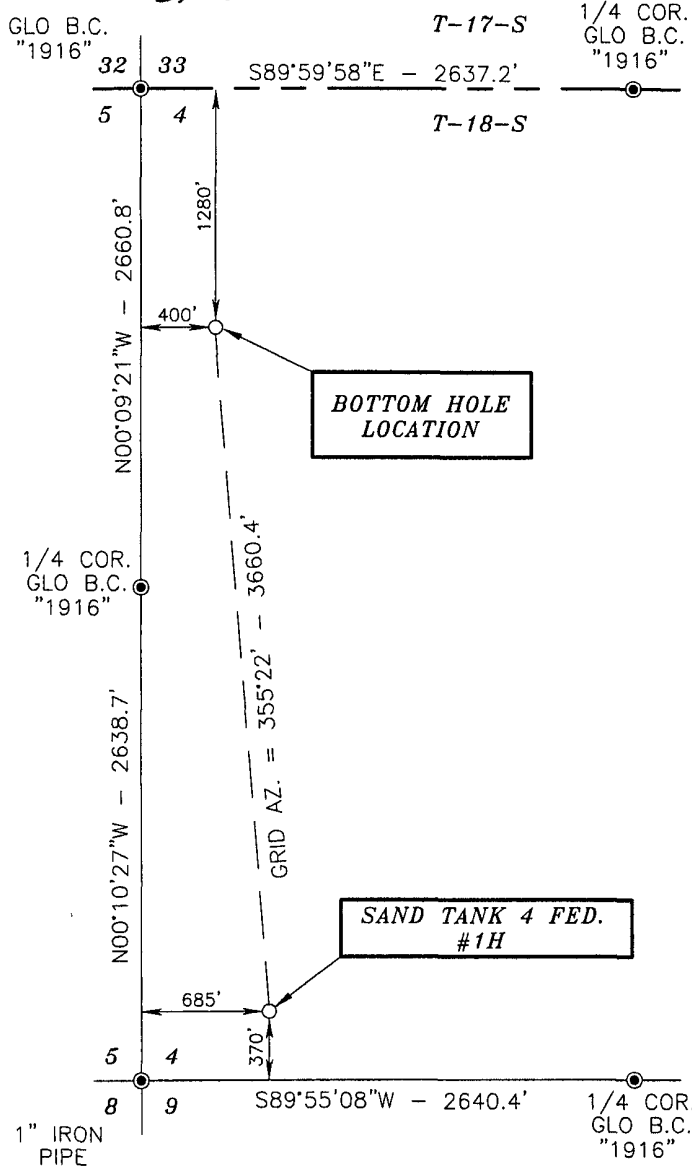 GLO B.C.
"1916"
T-17-S
1/4 COR.
GLO B.C.
"1916"
32 33
S89°59'58"E - 2637.2'
5 4
T-18-S
1280'
N00°09'21"W - 2660.8'
400'
BOTTOM HOLE
LOCATION
1/4 COR.
GLO B.C.
"1916"
GRID AZ. = 355°22' - 3660.4'
N00°10'27"W - 2638.7'
SAND TANK 4 FED.
#1H
685'
370'
5 4
8 9
S89°55'08"W - 2640.4'
1" IRON
PIPE
1/4 COR.
GLO B.C.
"1916"